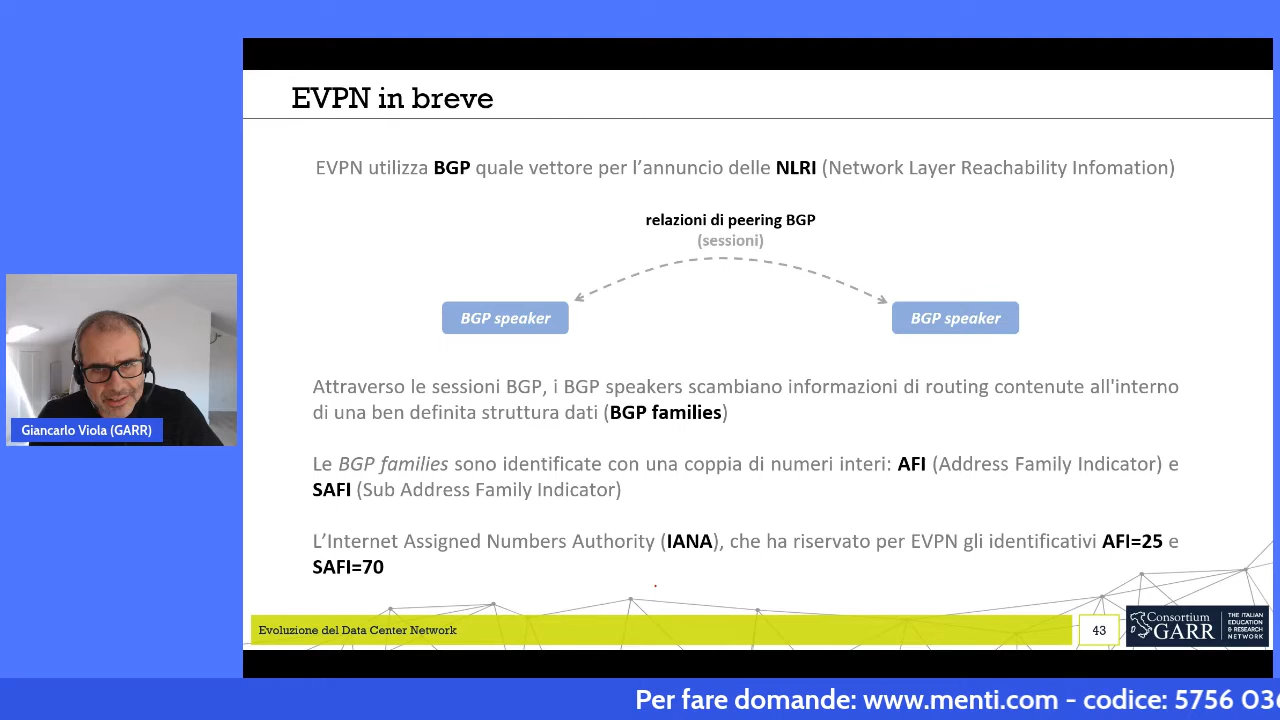 EVPN in breve
EVPN utilizza BGP quale vettore per l'annuncio delle NLRI (Network Layer Reachability Infomation)
relazioni di peering BGP
(sessioni)
BGP speaker
BGP speaker
Attraverso le sessioni BGP, i BGP speakers scambiano informazioni di routing contenute all'interno
di una ben definita struttura dati (BGP families)
Le BGP families sono identificate con una coppia di numeri interi: AFI (Address Family Indicator) e
SAFI (Sub Address Family Indicator)
L'Internet Assigned Numbers Authority (IANA), che ha riservato per EVPN gli identificativi AFI=25 e
SAFI=70
Giancarlo Viola (GARR)
Evoluzione del Data Center Network
43
Consortium
GARR
THE ITALIAN
EDUCATION
& RESEARCH
NETWORK
Per fare domande: www.menti.com - codice: 5756 036